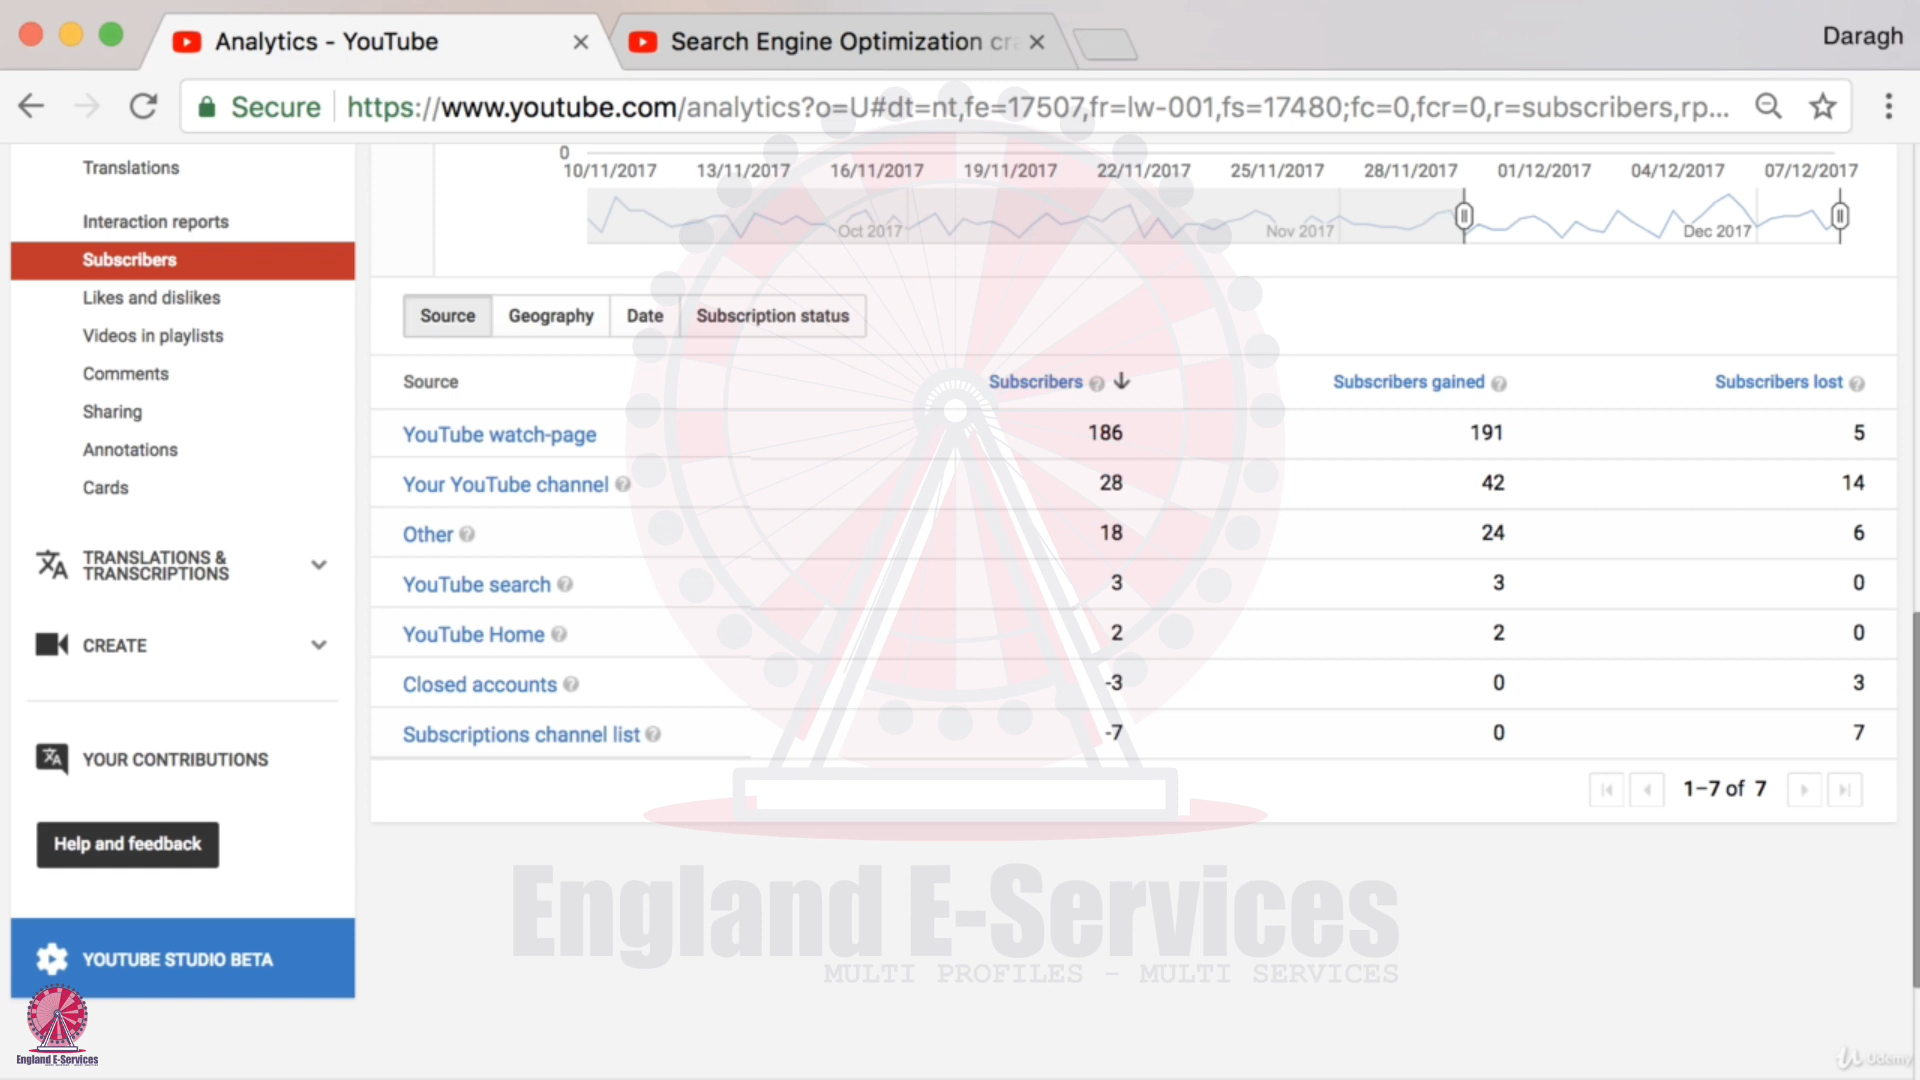 Analytics - YouTube
Search Engine Optimization
Daragh
Secure https://www.youtube.com/analytics?o=U#dt=nt,fe=17507,fr=lw-001,fs=17480;fc=0,fcr=0,r=subscribers,rp...
Translations
Interaction reports
Subscribers
Likes and dislikes
Videos in playlists
Comments
Sharing
Annotations
Cards
TRANSLATIONS &
TRANSCRIPTIONS
CREATE
YOUR CONTRIBUTIONS
Help and feedback
YOUTUBE STUDIO BETA
0
10/11/2017 13/11/2017 16/11/2017 19/11/2017 22/11/2017 25/11/2017 28/11/2017 01/12/2017 04/12/2017 07/12/2017
Oct 2017 Nov 2017 Dec 2017
Source Geography Date Subscription status
Source Subscribers Subscribers gained Subscribers lost
YouTube watch-page 186 191 5
Your YouTube channel 28 42 14
Other 18 24 6
YouTube search 3 3 0
YouTube Home 2 2 0
Closed accounts -3 0 3
Subscriptions channel list -7 0 7
1–7 of 7
England E-Services
MULTI PROFILES - MULTI SERVICES
England E-Services
Udemy